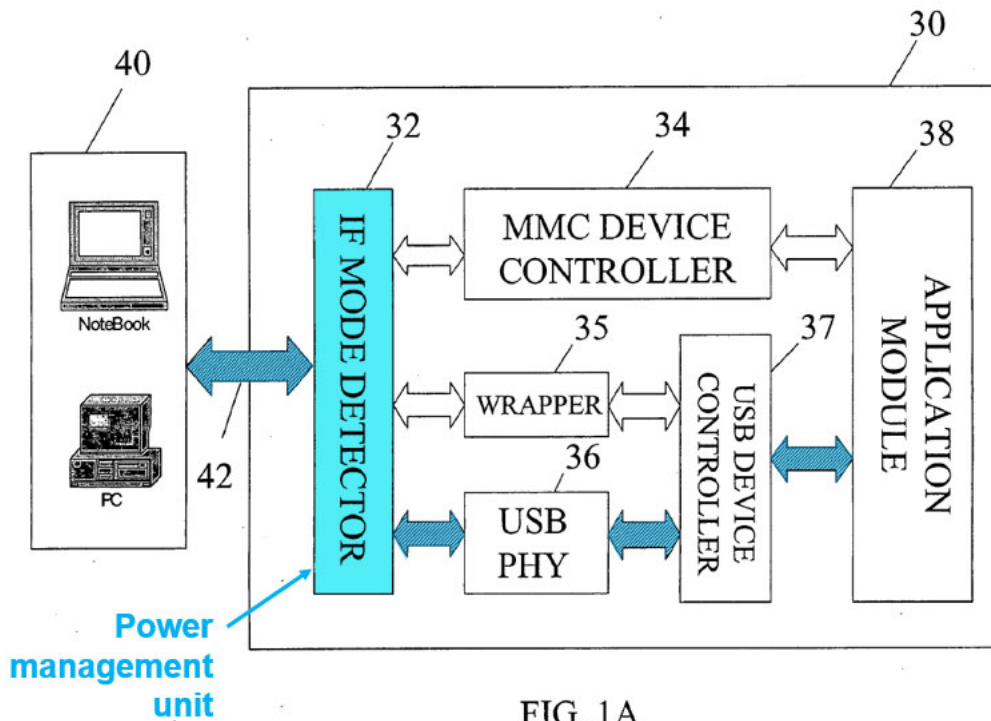 30
40
32
34
38
MMC DEVICE
CONTROLLER
IF MODE DETECTOR
APPLICATION
MODULE
NoteBook
35
37
WRAPPER
USB DEVICE
CONTROLLER
42
36
PC
USB
PHY
Power
management
unit
FIG. 1A